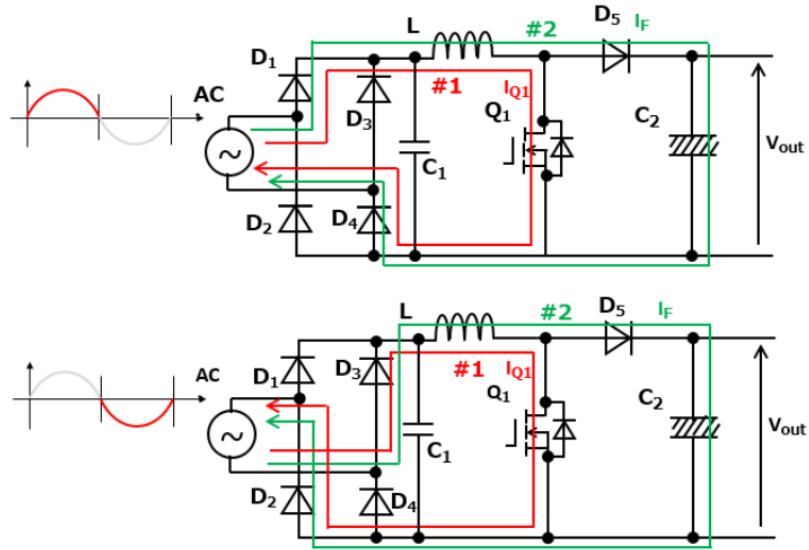 L #2 D5 IF
D1 AC #1 IQ1
D3 Q1 C2
~ C1 Vout
D2 D4
L #2 D5 IF
AC D1 D3 #1 IQ1
Q1 C2
~ C1 Vout
D2 D4